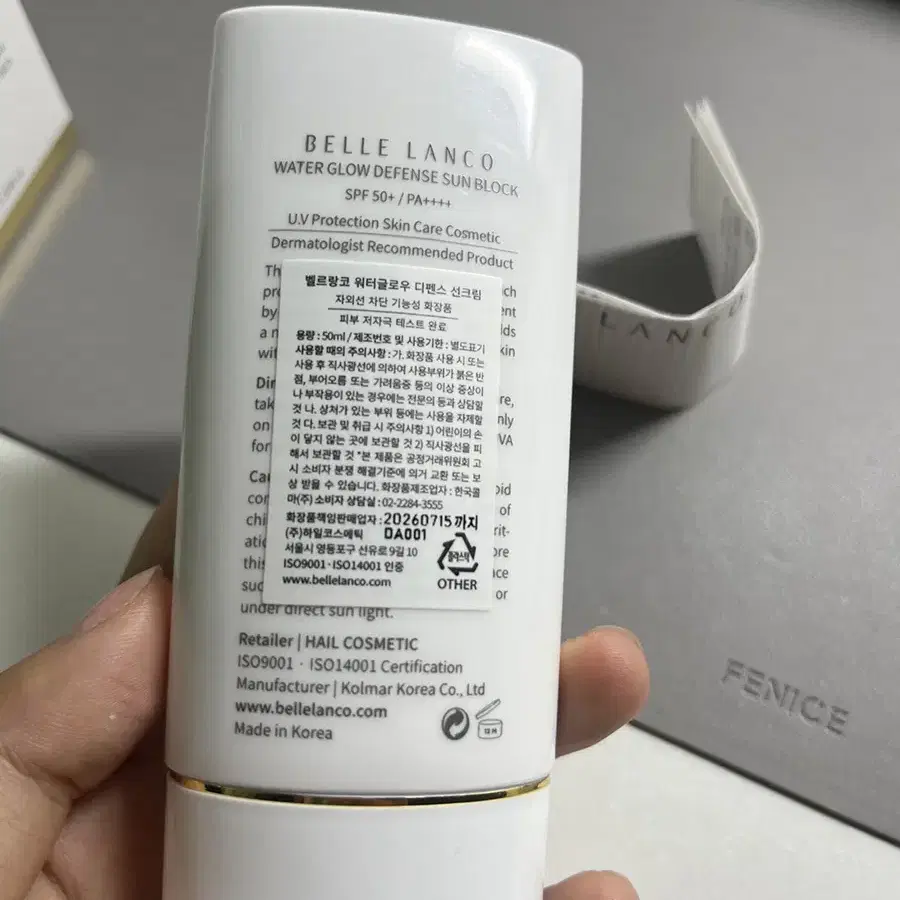 BELLE LANCO
WATER GLOW DEFENSE SUN BLOCK
SPF 50+ / PA++++
U.V Protection Skin Care Cosmetic
Dermatologist Recommended Product
벨르랑코 워터글로우 디펜스 선크림
자외선 차단 기능성 화장품
피부 저자극 테스트 완료
용량 : 50ml / 제조번호 및 사용기한 : 별도표기
사용할 때의 주의사항 : 가. 화장품 사용 시 또는
사용 후 직사광선에 의하여 사용부위가 붉은 반
점, 부어오름 또는 가려움증 등의 이상 증상이
나 부작용이 있는 경우에는 전문의 등과 상담할
것 나. 상처가 있는 부위 등에는 사용을 자제할
것 다. 보관 및 취급 시 주의사항 1) 어린이의 손
이 닿지 않는 곳에 보관할 것 2) 직사광선을 피
해서 보관할 것 *본 제품은 공정거래위원회 고
시 소비자 분쟁 해결기준에 의거 교환 또는 보
상 받을 수 있습니다. 화장품제조업자 : 한국콜
마(주) 소비자 상담실 : 02-2284-3555
화장품책임판매업자 : 20260715까지
(주)하일코스메틱 DA001
서울시 영등포구 선유로9길 10
ISO9001 · ISO14001 인증
www.bellelanco.com
플라스틱
OTHER
under direct sun light.
Retailer | HAIL COSMETIC
ISO9001 · ISO14001 Certification
Manufacturer | Kolmar Korea Co., Ltd
www.bellelanco.com
Made in Korea
12 M
LANCO
FENICE